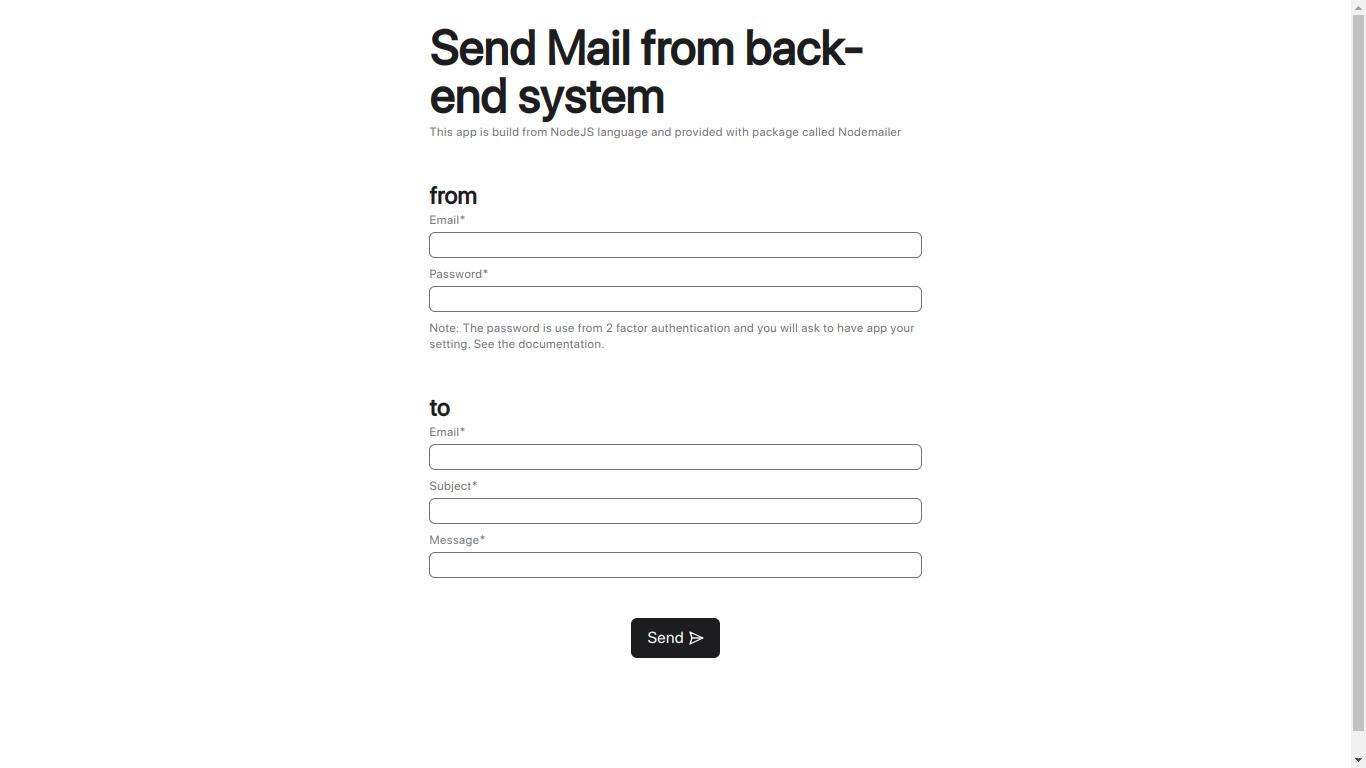 Send Mail from back-
end system
This app is build from NodeJS language and provided with package called Nodemailer
from
Email*
Password*
Note: The password is use from 2 factor authentication and you will ask to have app your
setting. See the documentation.
to
Email*
Subject*
Message*
Send